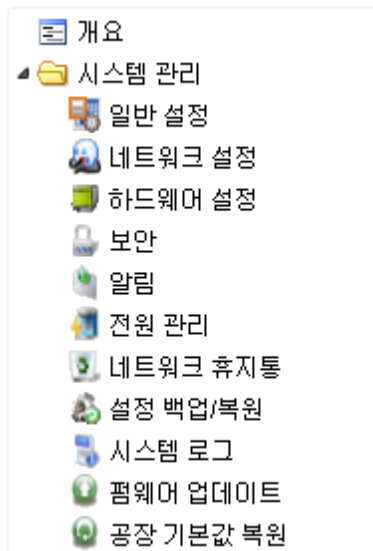 개요
시스템 관리
일반 설정
네트워크 설정
하드웨어 설정
보안
알림
전원 관리
네트워크 휴지통
설정 백업/복원
시스템 로그
펌웨어 업데이트
공장 기본값 복원